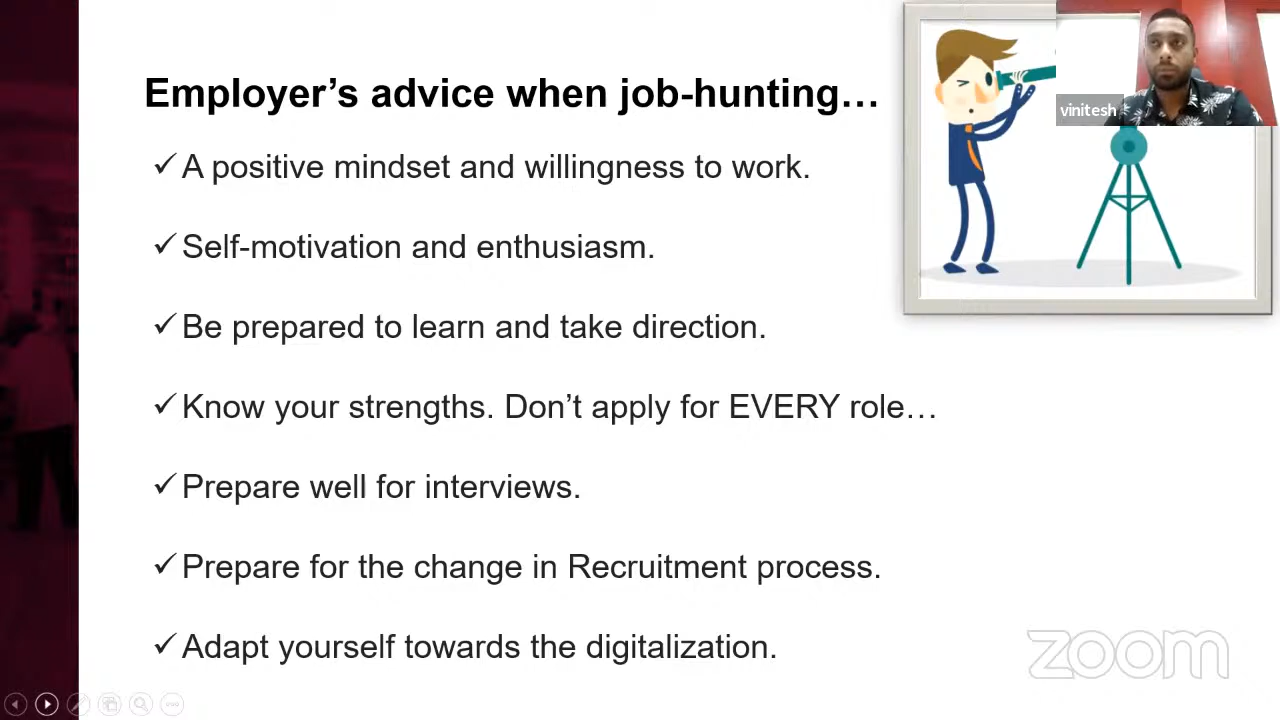 Employer’s advice when job-hunting…
✓ A positive mindset and willingness to work.
✓ Self-motivation and enthusiasm.
✓ Be prepared to learn and take direction.
✓ Know your strengths. Don’t apply for EVERY role…
✓ Prepare well for interviews.
✓ Prepare for the change in Recruitment process.
✓ Adapt yourself towards the digitalization.
vinitesh
zoom